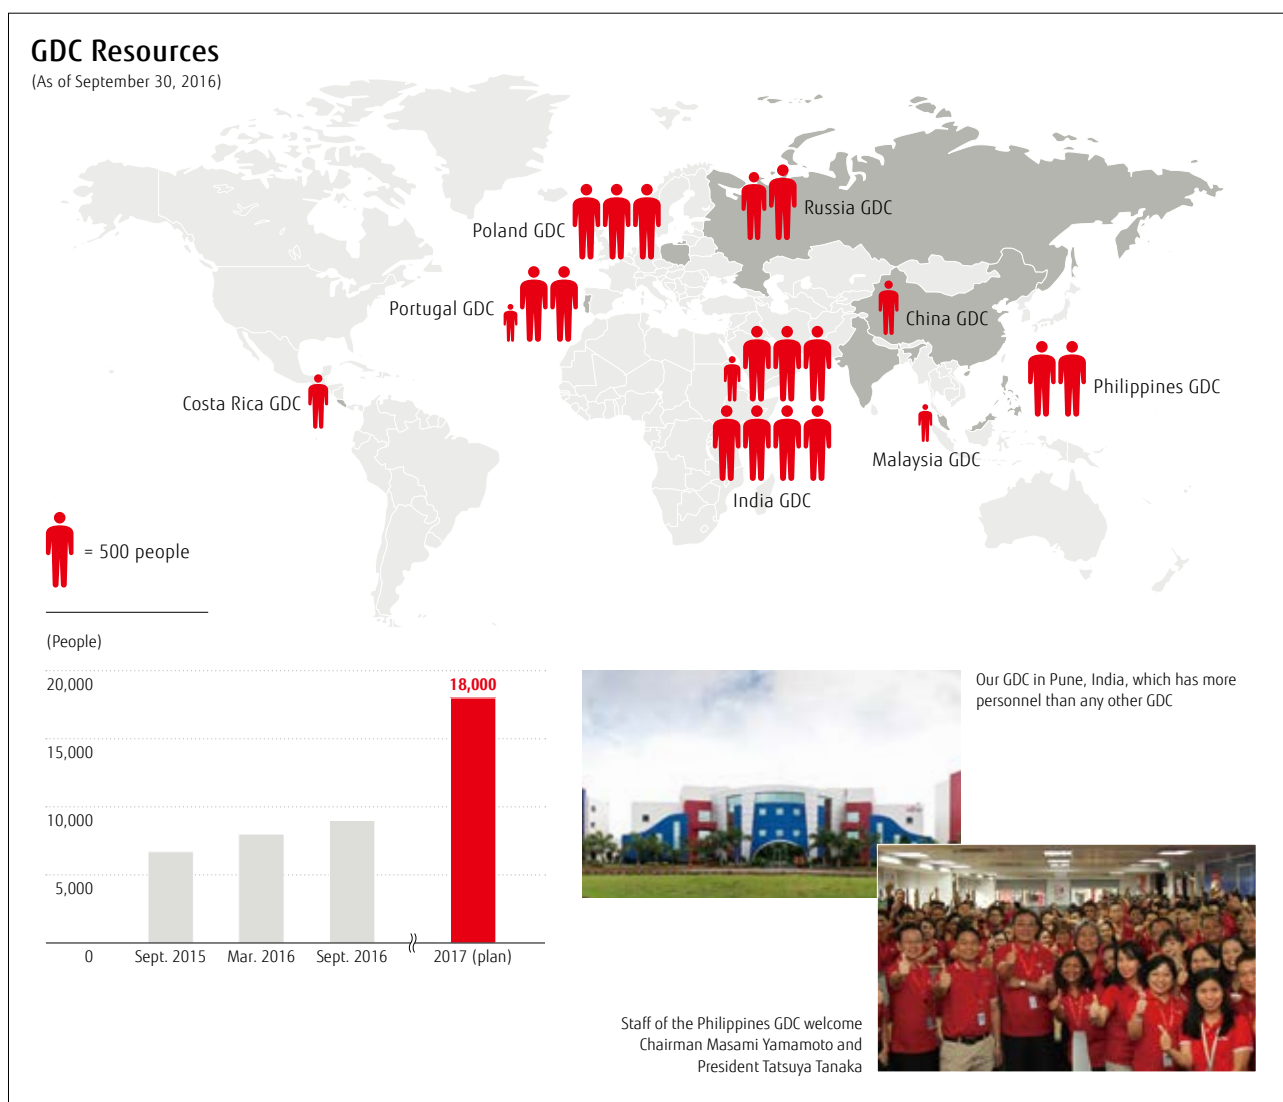 GDC Resources
(As of September 30, 2016)
Poland GDC
Russia GDC
Portugal GDC
China GDC
Costa Rica GDC
Philippines GDC
Malaysia GDC
India GDC
= 500 people
(People)
20,000
18,000
15,000
10,000
5,000
0
Sept. 2015
Mar. 2016
Sept. 2016
2017 (plan)
Our GDC in Pune, India, which has more
personnel than any other GDC
Staff of the Philippines GDC welcome
Chairman Masami Yamamoto and
President Tatsuya Tanaka